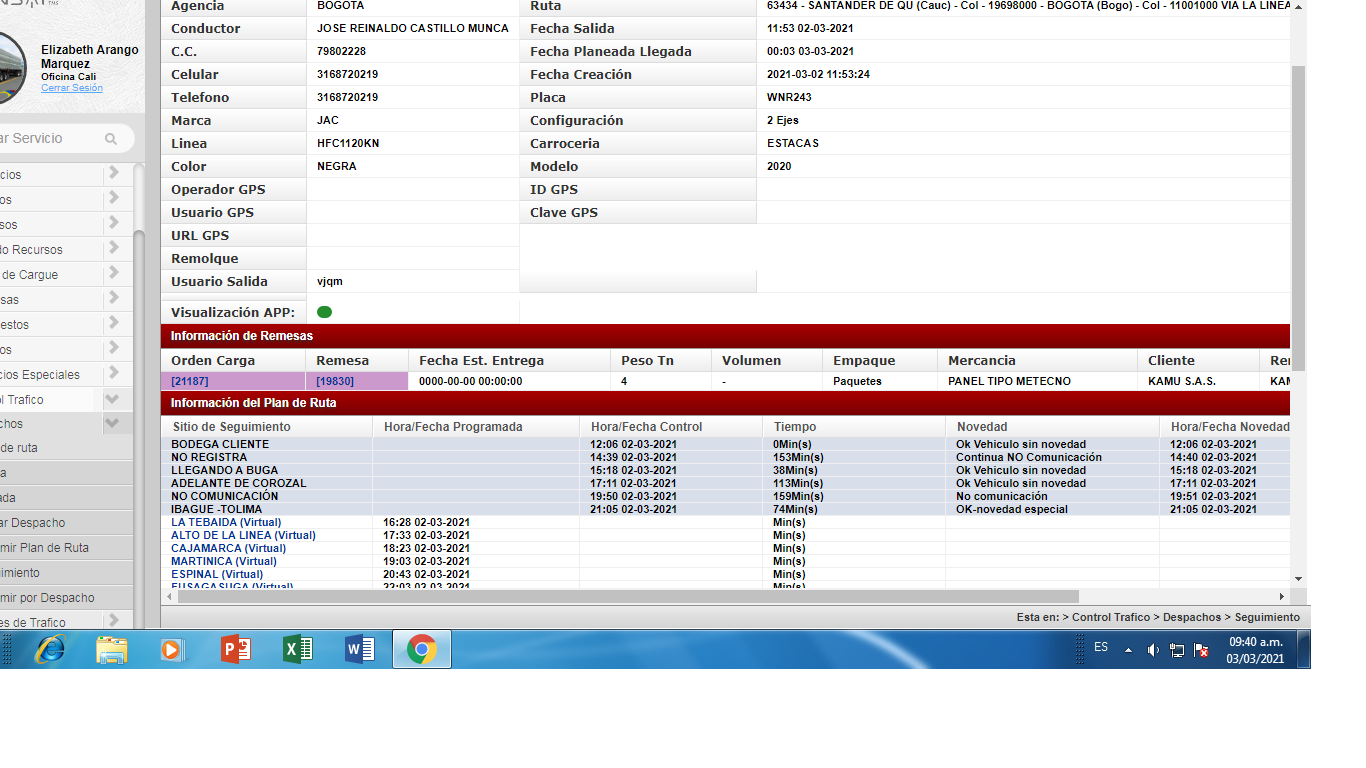 Agencia BOGOTA Ruta 63434 - SANTANDER DE QU (Cauc) - Col - 19698000 - BOGOTA (Bogo) - Col - 11001000 VIA LA LINEA
Conductor JOSE REINALDO CASTILLO MUNCA Fecha Salida 11:53 02-03-2021
C.C. 79802228 Fecha Planeada Llegada 00:03 03-03-2021
Celular 3168720219 Fecha Creación 2021-03-02 11:53:24
Telefono 3168720219 Placa WNR243
Marca JAC Configuración 2 Ejes
Linea HFC1120KN Carroceria ESTACAS
Color NEGRA Modelo 2020
Operador GPS ID GPS
Usuario GPS Clave GPS
URL GPS
Remolque
Usuario Salida vjqm
Visualización APP:
Elizabeth Arango
Marquez
Oficina Cali
Cerrar Sesión
ar Servicio
cios
os
sos
do Recursos
de Cargue
sas
estos
os
cios Especiales
ol Trafico
chos
de ruta
a
ada
ar Despacho
mir Plan de Ruta
imiento
mir por Despacho
es de Trafico
Información de Remesas
Orden Carga Remesa Fecha Est. Entrega Peso Tn Volumen Empaque Mercancia Cliente Rei
[21187] [19830] 0000-00-00 00:00:00 4 - Paquetes PANEL TIPO METECNO KAMU S.A.S. KAM
Información del Plan de Ruta
Sitio de Seguimiento Hora/Fecha Programada Hora/Fecha Control Tiempo Novedad Hora/Fecha Novedad
BODEGA CLIENTE 12:06 02-03-2021 0Min(s) Ok Vehiculo sin novedad 12:06 02-03-2021
NO REGISTRA 14:39 02-03-2021 153Min(s) Continua NO Comunicación 14:40 02-03-2021
LLEGANDO A BUGA 15:18 02-03-2021 38Min(s) Ok Vehiculo sin novedad 15:18 02-03-2021
ADELANTE DE COROZAL 17:11 02-03-2021 113Min(s) Ok Vehiculo sin novedad 17:11 02-03-2021
NO COMUNICACIÓN 19:50 02-03-2021 159Min(s) No comunicación 19:51 02-03-2021
IBAGUE -TOLIMA 21:05 02-03-2021 74Min(s) OK-novedad especial 21:05 02-03-2021
LA TEBAIDA (Virtual) 16:28 02-03-2021 Min(s)
ALTO DE LA LINEA (Virtual) 17:33 02-03-2021 Min(s)
CAJAMARCA (Virtual) 18:23 02-03-2021 Min(s)
MARTINICA (Virtual) 19:03 02-03-2021 Min(s)
ESPINAL (Virtual) 20:43 02-03-2021 Min(s)
FUSAGASUGA (Virtual) 22:03 02-03-2021 Min(s)
Esta en: > Control Trafico > Despachos > Seguimiento
ES 09:40 a.m.
03/03/2021